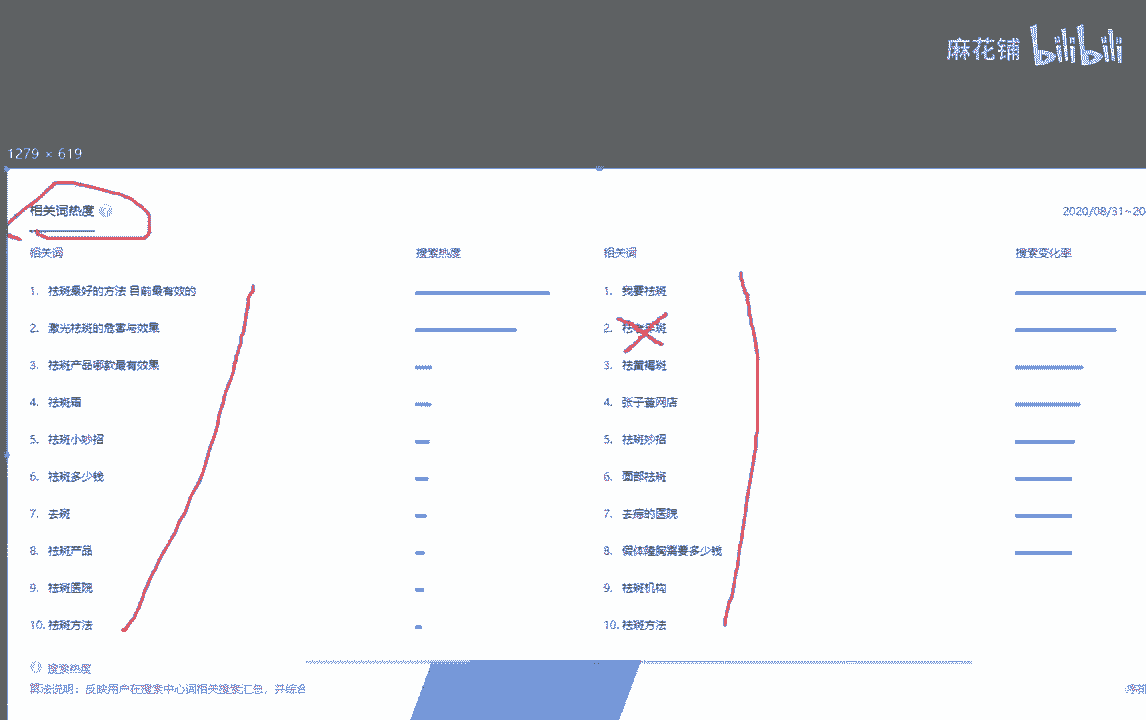 麻花铺 bilibili
1279 × 619
相关词热度
2020/08/31~20
相关词 搜索热度 相关词 搜索变化率
1. 祛斑最好的方法 目前最有效的 1. 我要祛斑
2. 激光祛斑的危害与效果 2.
3. 祛斑产品哪款最有效果 3. 祛黄褐斑
4. 祛斑霜 4. 张子萱网店
5. 祛斑小妙招 5. 祛斑妙招
6. 祛斑多少钱 6. 面部祛斑
7. 去斑 7. 去痣的医院
8. 祛斑产品 8. 假体隆胸需要多少钱
9. 祛斑医院 9. 祛斑机构
10. 祛斑方法 10. 祛斑方法
搜索热度
算法说明：反映用户在搜索中心词相关搜索汇总，并综合